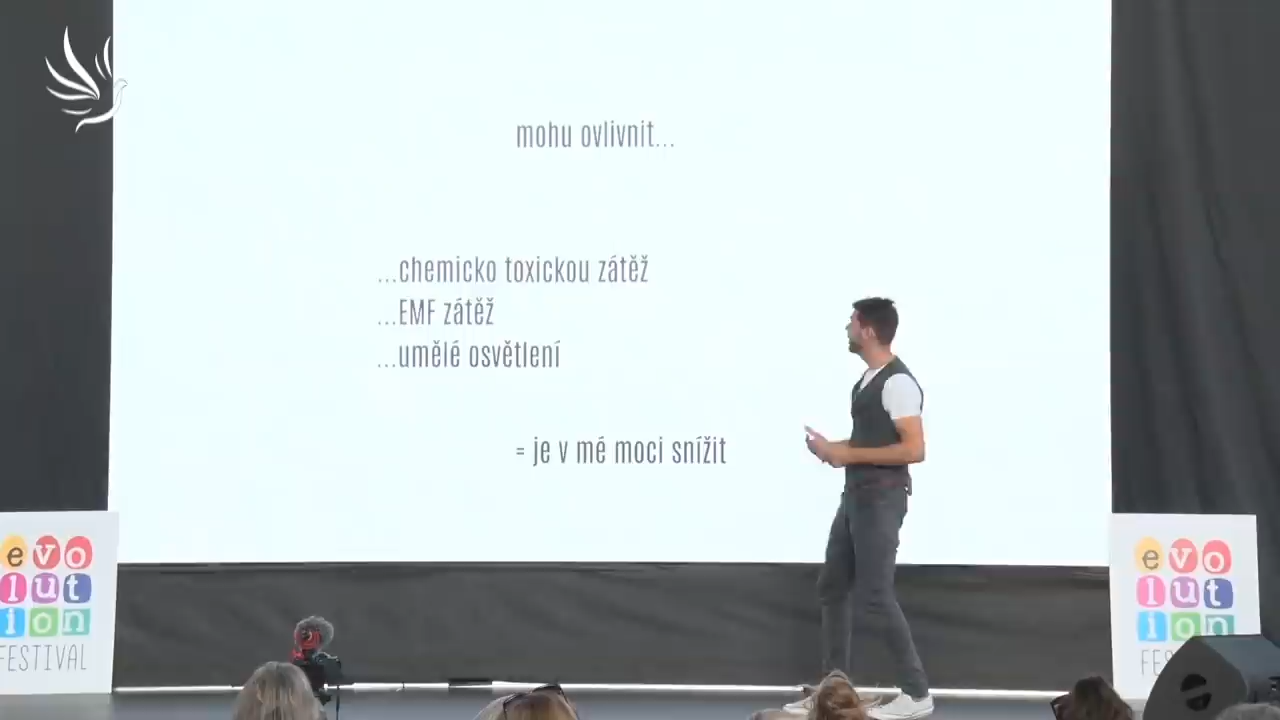 mohu ovlivnit...
...chemicko toxickou zátěž
...EMF zátěž
...umělé osvětlení
= je v mé moci snížit
evo
lut
ion
FESTIVAL
evo
lut
ion